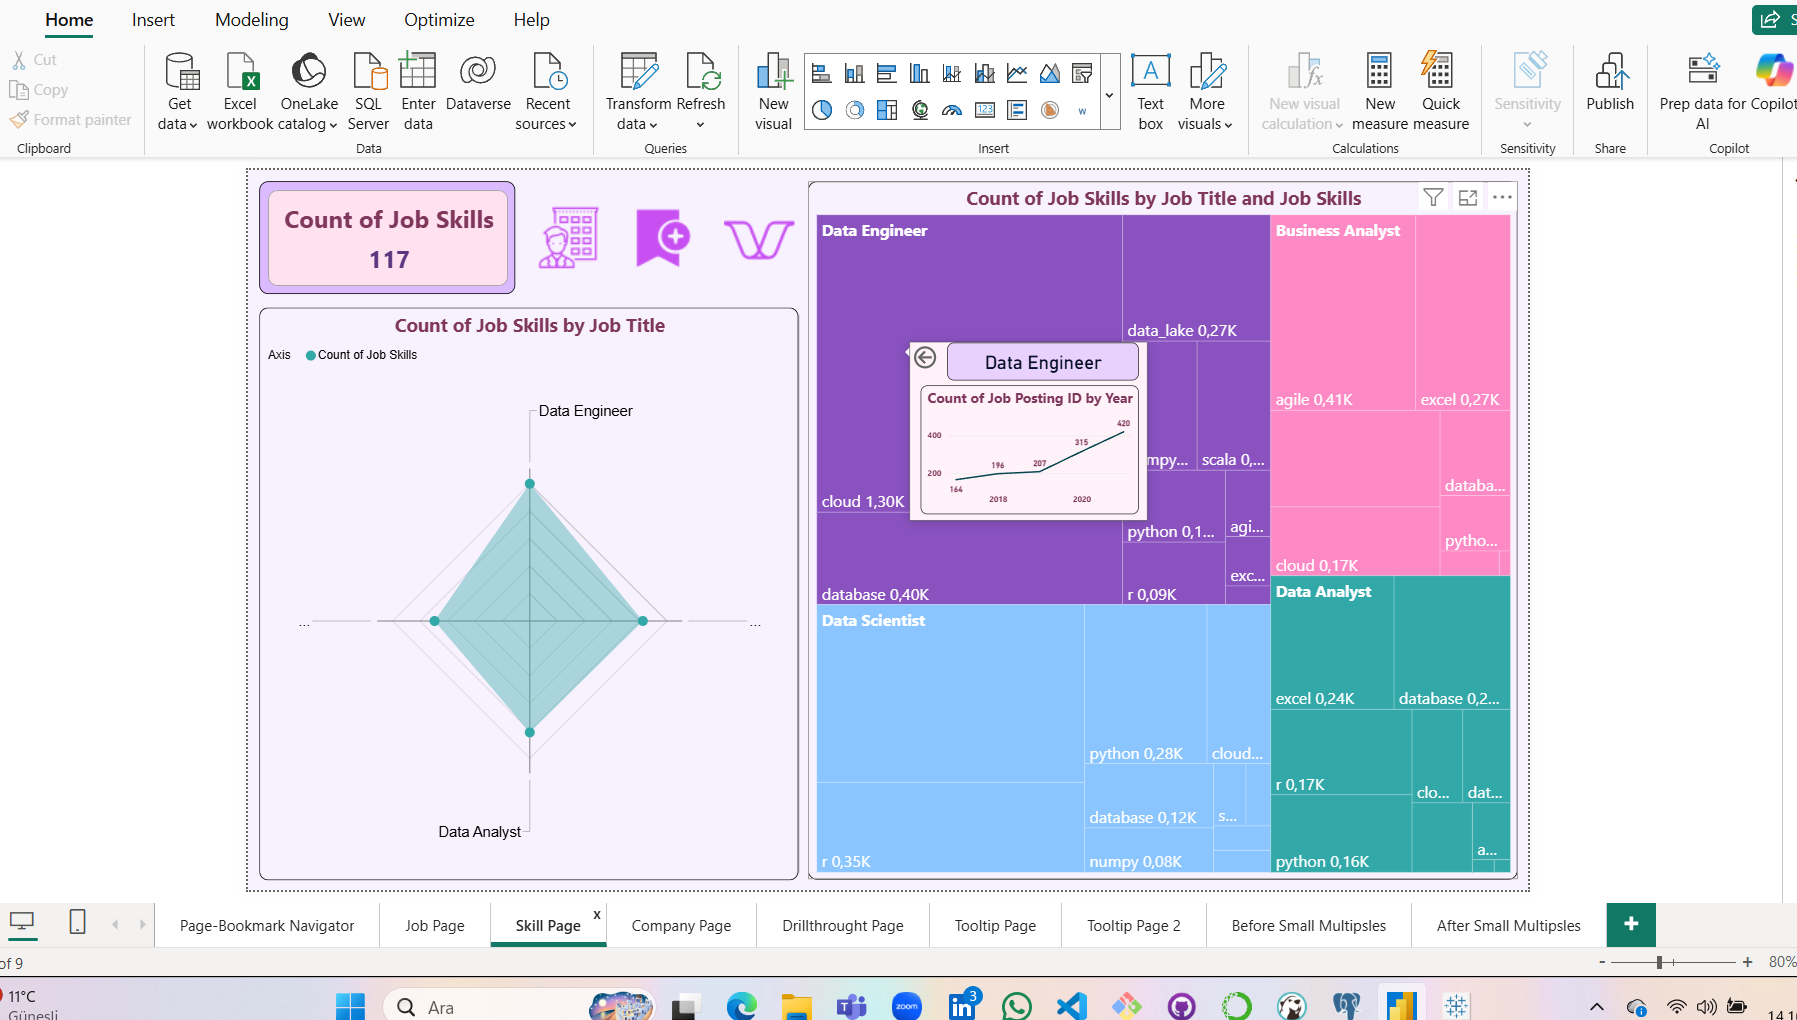 Home Insert Modeling View Optimize Help
Cut
Copy
Format painter
Clipboard
Get data
Excel workbook
OneLake catalog
SQL Server
Enter data
Dataverse
Recent sources
Data
Transform data
Refresh
Queries
New visual
123
w
Text box
More visuals
Insert
New visual calculation
New measure
Quick measure
Calculations
Sensitivity
Sensitivity
Publish
Share
Prep data for AI
Copilot
Copilot
Count of Job Skills
117
Count of Job Skills by Job Title
Axis Count of Job Skills
Data Engineer
...
...
Data Analyst
Count of Job Skills by Job Title and Job Skills
Data Engineer
data_lake 0,27K
cloud 1,30K
mpy...
scala 0,...
python 0,1...
agi...
exc...
database 0,40K
r 0,09K
Data Engineer
Count of Job Posting ID by Year
400
200
164
196
207
315
420
2018
2020
Business Analyst
agile 0,41K
excel 0,27K
databa...
pytho...
cloud 0,17K
Data Scientist
python 0,28K
cloud...
database 0,12K
s...
r 0,35K
numpy 0,08K
Data Analyst
excel 0,24K
database 0,2...
r 0,17K
clo...
dat...
python 0,16K
a...
Page-Bookmark Navigator
Job Page
Skill Page
x
Company Page
Drillthrought Page
Tooltip Page
Tooltip Page 2
Before Small Multipsles
After Small Multipsles
+
of 9
- + 80%
11°C
Güneşli
Ara
zoom
3